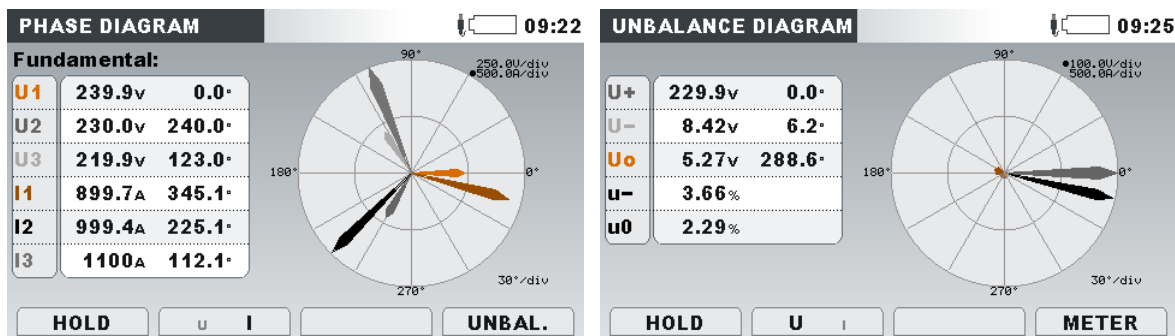 PHASE DIAGRAM
09:22
Fundamental:
U1 239.9V 0.0°
U2 230.0V 240.0°
U3 219.9V 123.0°
I1 899.7A 345.1°
I2 999.4A 225.1°
I3 1100A 112.1°
90°
250.0V/div
500.0A/div
180°
0°
270°
30°/div
HOLD
U I
UNBAL.
UNBALANCE DIAGRAM
09:25
U+ 229.9V 0.0°
U- 8.42V 6.2°
Uo 5.27V 288.6°
u- 3.66%
u0 2.29%
90°
100.0V/div
500.0A/div
180°
0°
270°
30°/div
HOLD
U I
METER